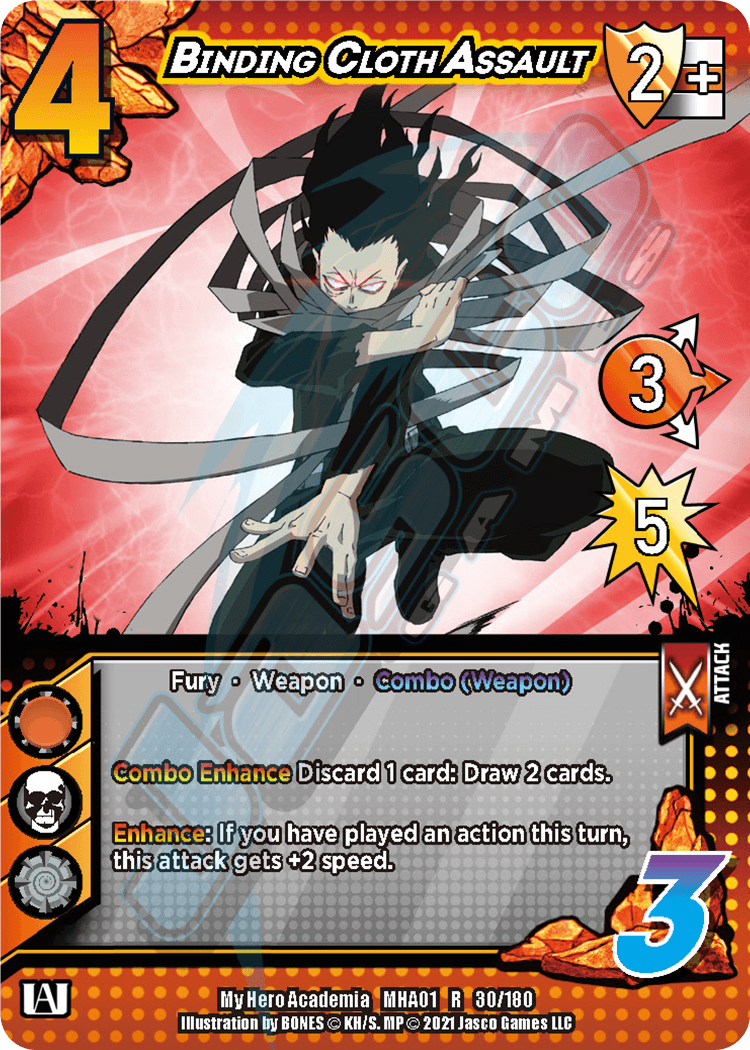 4
BINDING CLOTH ASSAULT
2 +
3
5
ATTACK
Fury • Weapon • Combo (Weapon)
Combo Enhance Discard 1 card: Draw 2 cards.
Enhance: If you have played an action this turn,
this attack gets +2 speed.
3
UA
My Hero Academia MHA01 R 30/180
Illustration by BONES © KH/S. MP © 2021 Jasco Games LLC